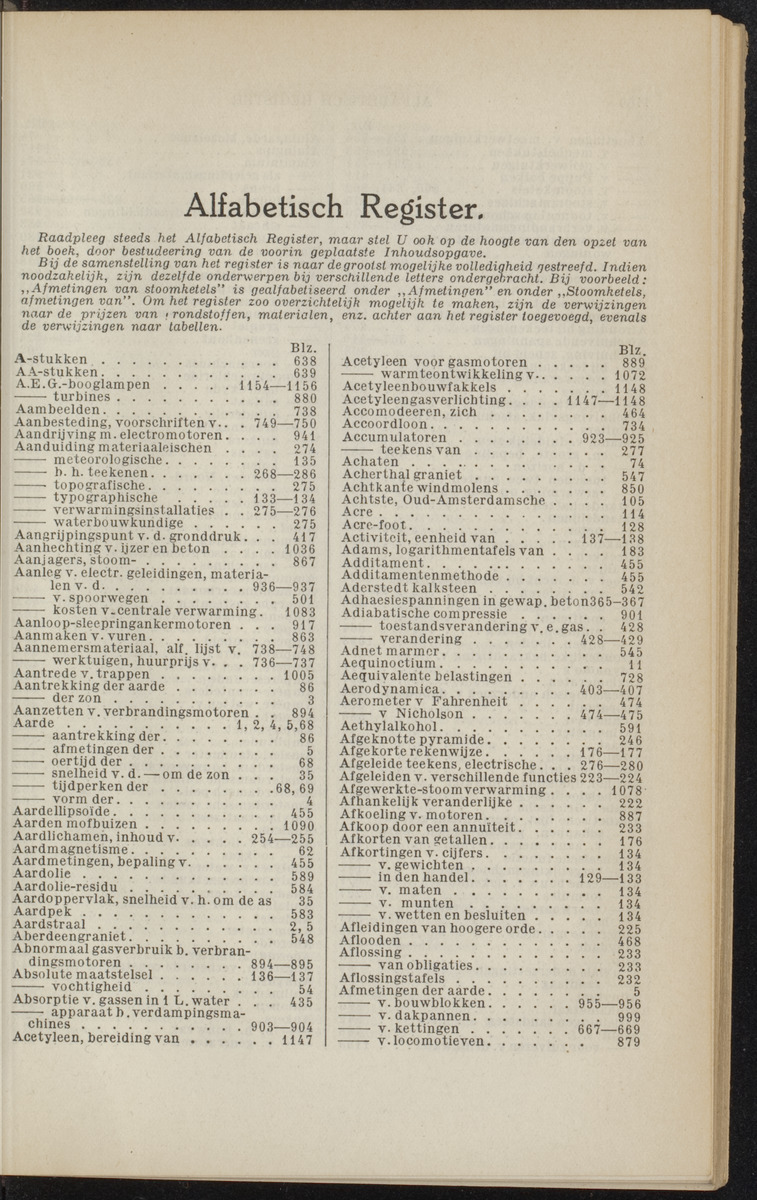 Alfabetisch Register.
Raadpleeg steeds het Alfabetisch Register, maar stel U ook op de hoogte van den opzet van
het boek, door bestudeering van de voorin geplaatste Inhoudsopgave.
Bij de samenstelling van het register is naar de grootst mogelijke volledigheid gestreefd. Indien
noodzakelijk, zijn dezelfde onderwerpen bij verschillende letters ondergebracht. Bij voorbeeld:
,,Afmetingen van stoomketels" is gealfabetiseerd onder ,,Afmetingen" en onder ,,Stoomketels,
afmetingen van". Om het register zoo overzichtelijk mogelijk te maken, zijn de verwijzingen
naar de prijzen van rondstoffen, materialen, enz. achter aan het register toegevoegd, evenals
de verwijzingen naar tabellen.
Blz.
A-stukken . . . . . . . . . . . . . 638
AA-stukken . . . . . . . . . . . . 639
A.E.G.-booglampen . . . . . 1154—1156
—— turbines . . . . . . . . . . . 880
Aambeelden . . . . . . . . . . . . 738
Aanbesteding, voorschriften v. . . 749—750
Aandrijving m. electromotoren . . . . 941
Aanduiding materiaaleischen . . . . 274
—— meteorologische . . . . . . . . 135
—— b. h. teekenen . . . . . . 268—286
—— topografische . . . . . . . . . 275
—— typographische . . . . . . 133—134
—— verwarmingsinstallaties . . 275—276
—— waterbouwkundige . . . . . . 275
Aangrijpingspunt v. d. gronddruk . . . 417
Aanhechting v. ijzer en beton . . . . 1036
Aanjagers, stoom- . . . . . . . . . 867
Aanleg v. electr. geleidingen, materia-
len v. d. . . . . . . . . . . 936—937
—— v. spoorwegen . . . . . . . . 501
—— kosten v. centrale verwarming . 1083
Aanloop-sleepringankermotoren . . . 917
Aanmaken v. vuren . . . . . . . . . 863
Aannemersmateriaal, alf. lijst v. 738—748
—— werktuigen, huurprijs v. . . 736—737
Aantrede v. trappen . . . . . . . . 1005
Aantrekking der aarde . . . . . . . 86
—— der zon . . . . . . . . . . . 3
Aanzetten v. verbrandingsmotoren . . 894
Aarde . . . . . . . . . . . 1, 2, 4, 5, 68
—— aantrekking der . . . . . . . . 86
—— afmetingen der . . . . . . . . 5
—— oertijd der . . . . . . . . . . 68
—— snelheid v. d. — om de zon . . . 35
—— tijdperken der . . . . . . . . 68, 69
—— vorm der . . . . . . . . . . . 4
Aardellipsoïde . . . . . . . . . . . 455
Aarden mofbuizen . . . . . . . . . 1090
Aardlichamen, inhoud v. . . . . 254—255
Aardmagnetisme . . . . . . . . . . 62
Aardmetingen, bepaling v. . . . . . . 455
Aardolie . . . . . . . . . . . . . 589
Aardolie-residu . . . . . . . . . . 584
Aardoppervlak, snelheid v. h. om de as 35
Aardpek . . . . . . . . . . . . . 583
Aardstraal . . . . . . . . . . . . 2, 5
Aberdeengraniet . . . . . . . . . . 548
Abnormaal gasverbruik b. verbran-
dingsmotoren . . . . . . . . 894—895
Absolute maatstelsel . . . . . . 136—137
—— vochtigheid . . . . . . . . . 54
Absorptie v. gassen in 1 L. water . . . 435
—— apparaat b. verdampingsma-
chines . . . . . . . . . . . 903—904
Acetyleen, bereiding van . . . . . . 1147
Blz.
Acetyleen voor gasmotoren . . . . . 889
—— warmteontwikkeling v. . . . . . 1072
Acetyleenbouwfakkels . . . . . . . 1148
Acetyleengasverlichting . . . . 1147—1148
Accomodeeren, zich . . . . . . . . 464
Accoordloon . . . . . . . . . . . . 734
Accumulatoren . . . . . . . . 923—925
—— teekens van . . . . . . . . . 277
Achaten . . . . . . . . . . . . . 74
Acherthal graniet . . . . . . . . . 547
Achtkante windmolens . . . . . . . 850
Achtste, Oud-Amsterdamsche . . . . 105
Acre . . . . . . . . . . . . . . . 114
Acre-foot . . . . . . . . . . . . . 128
Activiteit, eenheid van . . . . . 137—138
Adams, logarithmentafels van . . . . 183
Additament . . . . . . . . . . . . 455
Additamentenmethode . . . . . . . 455
Aderstedt kalksteen . . . . . . . . 542
Adhaesiespanningen in gewap. beton 365—367
Adiabatische compressie . . . . . . 901
—— toestandsverandering v. e. gas . . 428
—— verandering . . . . . . . 428—429
Adnet marmer . . . . . . . . . . . 545
Aequinoctium . . . . . . . . . . . 11
Aequivalente belastingen . . . . . . 728
Aerodynamica . . . . . . . . . 403—407
Aerometer v Fahrenheit . . . . . . 474
—— v Nicholson . . . . . . . 474—475
Aethylalkohol . . . . . . . . . . . 591
Afgeknotte pyramide . . . . . . . . 246
Afgekorte rekenwijze . . . . . . 176—177
Afgeleide teekens, electrische . . . 276—280
Afgeleiden v. verschillende functies 223—224
Afgewerkte-stoomverwarming . . . . 1078
Afhankelijk veranderlijke . . . . . . 222
Afkoeling v. motoren . . . . . . . . 887
Afkoop door een annuïteit . . . . . . 233
Afkorten van getallen . . . . . . . . 176
Afkortingen v. cijfers . . . . . . . . 134
—— v. gewichten . . . . . . . . . 134
—— in den handel . . . . . . . 129—133
—— v. maten . . . . . . . . . . 134
—— v. munten . . . . . . . . . 134
—— v. wetten en besluiten . . . . . 134
Afleidingen van hoogere orde . . . . . 225
Aflooden . . . . . . . . . . . . . 468
Aflossing . . . . . . . . . . . . . 233
—— van obligaties . . . . . . . . . 233
Aflossingstafels . . . . . . . . . . 232
Afmetingen der aarde . . . . . . . . 5
—— v. bouwblokken . . . . . . 955—956
—— v. dakpannen . . . . . . . . . 999
—— v. kettingen . . . . . . . 667—669
—— v. locomotieven . . . . . . . 879